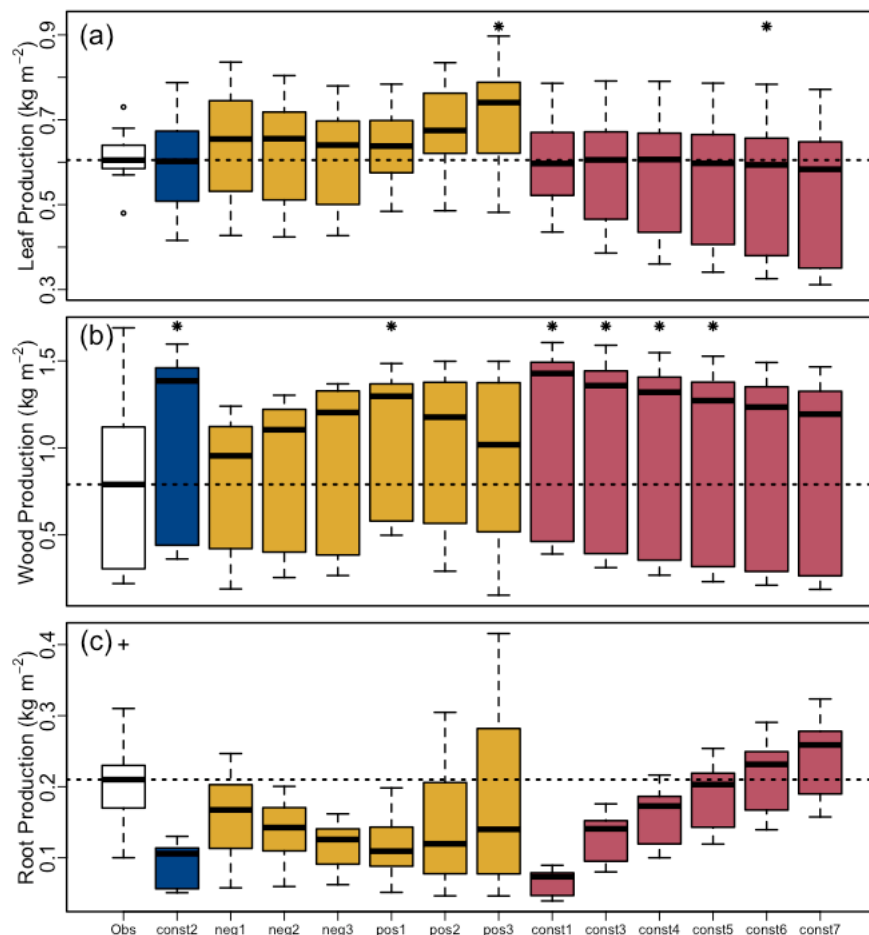 (a)
Leaf Production (kg m⁻²)
0.9
0.7
0.5
0.3
*
*
(b)
Wood Production (kg m⁻²)
1.5
1.0
0.5
*
*
*
*
*
*
(c)
Root Production (kg m⁻²)
0.4
0.3
0.2
0.1
+
Obs const2 neg1 neg2 neg3 pos1 pos2 pos3 const1 const3 const4 const5 const6 const7